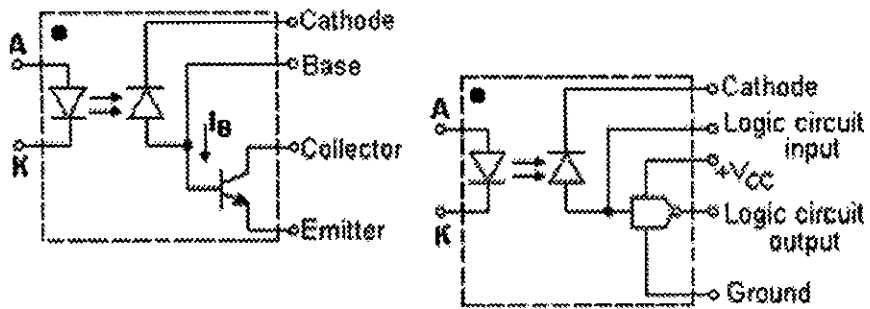 Cathode
A
Base
iB
K
Collector
Emitter
Cathode
A
Logic circuit
input
+VCC
K
Logic circuit
output
Ground